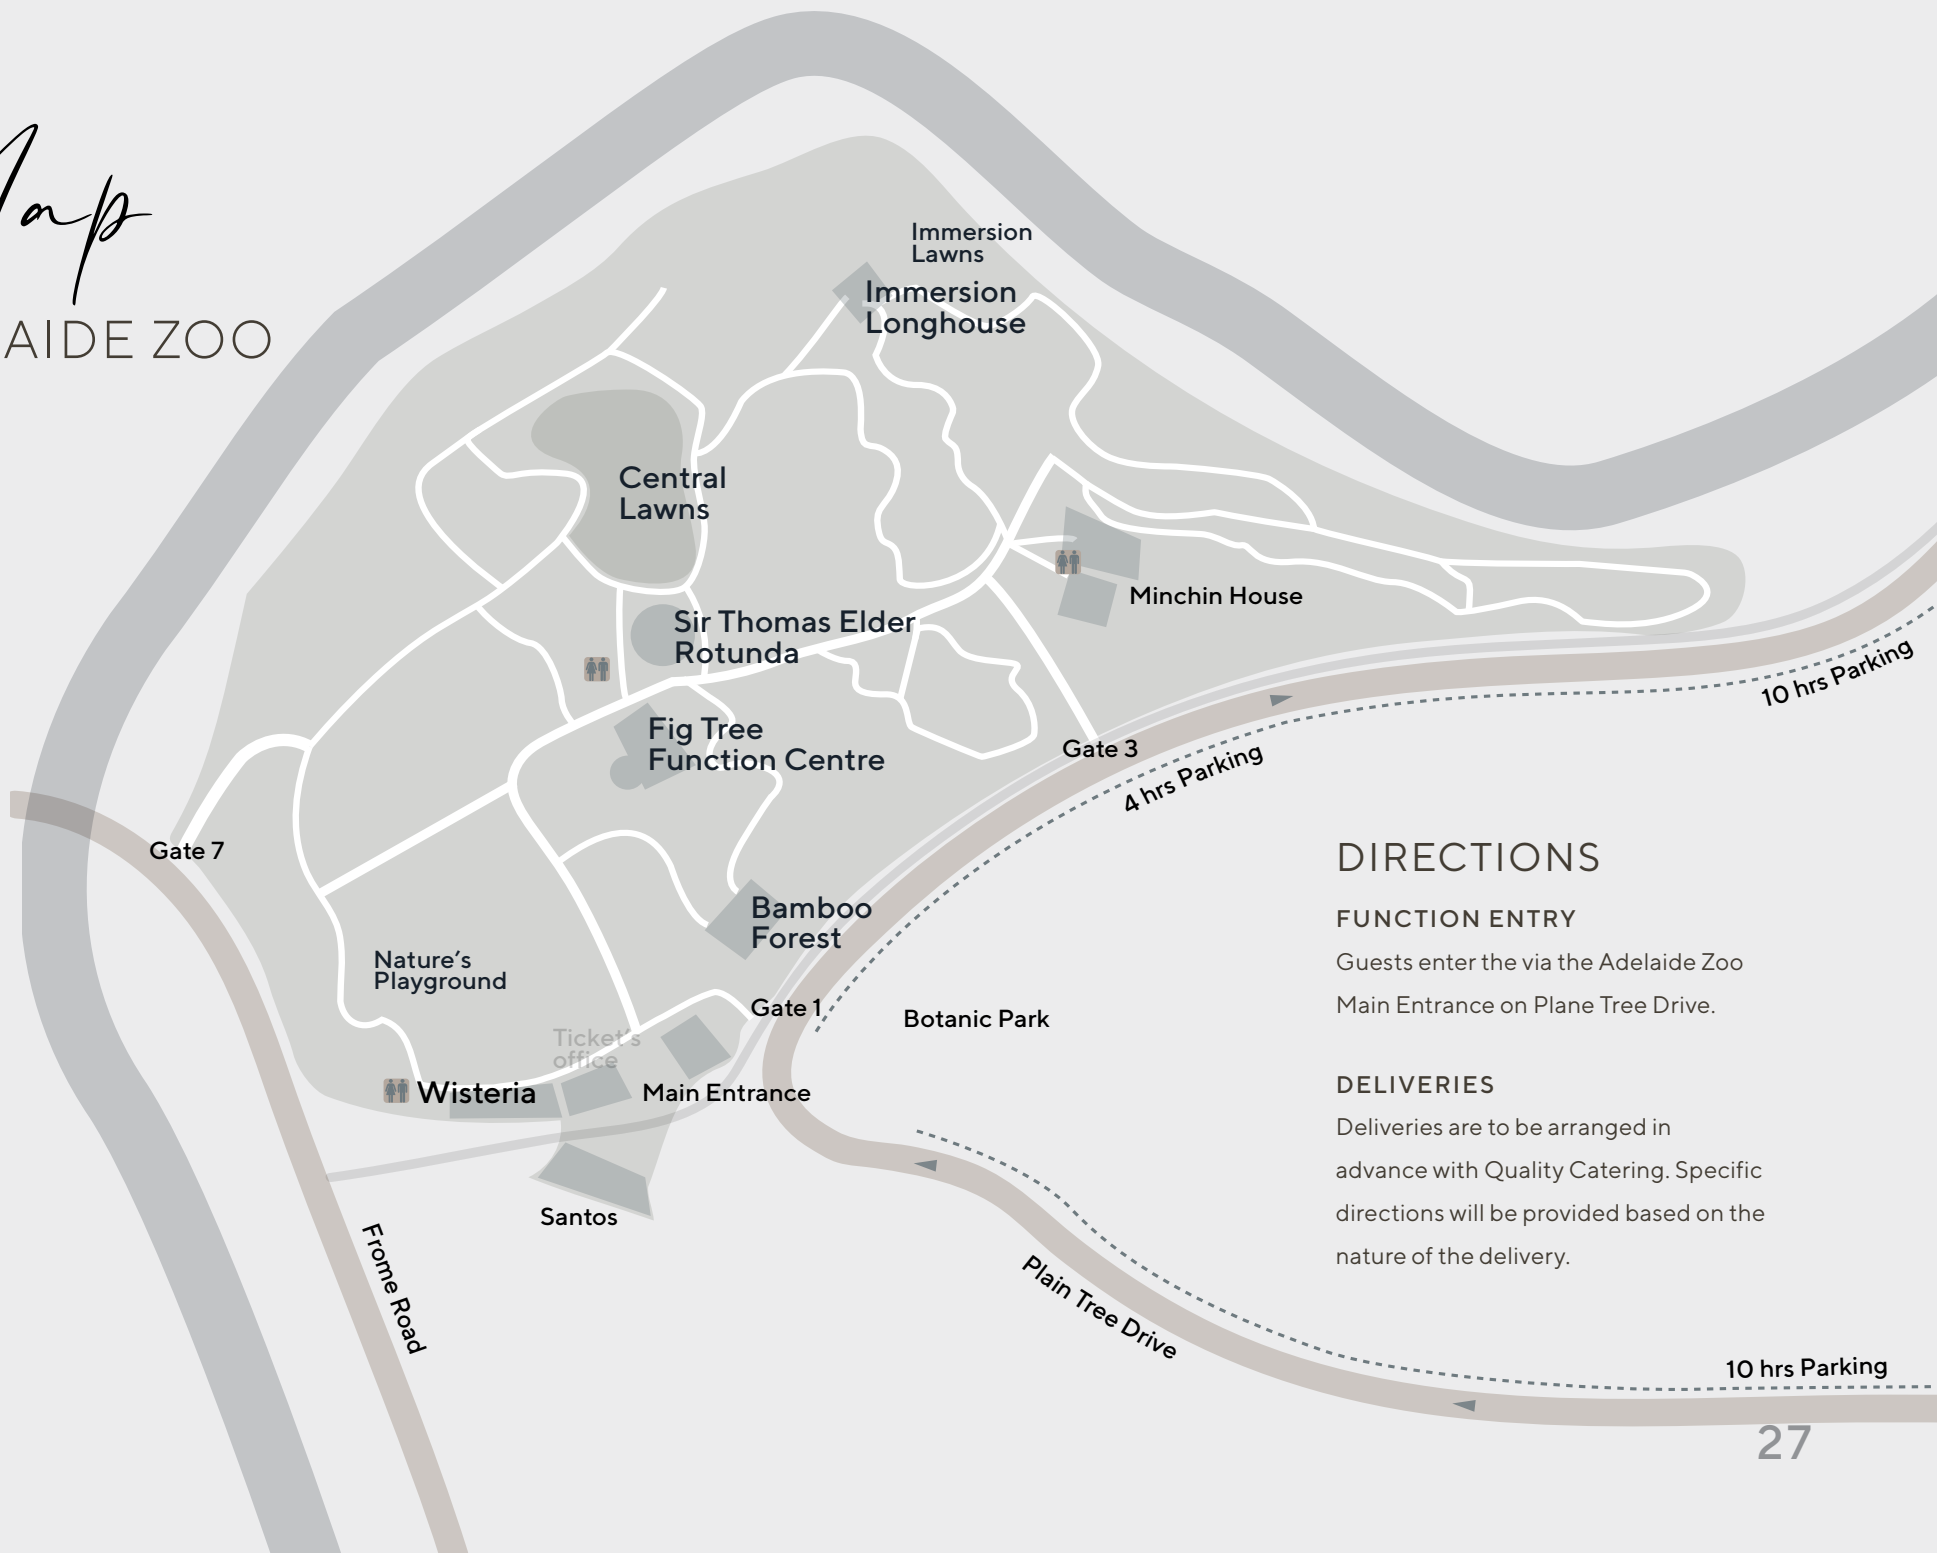 AIDE ZOO
Immersion
Lawns
Immersion
Longhouse
Central
Lawns
Minchin House
Sir Thomas Elder
Rotunda
10 hrs Parking
Fig Tree
Function Centre
Gate 3
4 hrs Parking
Gate 7
DIRECTIONS
FUNCTION ENTRY
Guests enter the via the Adelaide Zoo
Main Entrance on Plane Tree Drive.
DELIVERIES
Deliveries are to be arranged in
advance with Quality Catering. Specific
directions will be provided based on the
nature of the delivery.
Bamboo
Forest
Nature's
Playground
Gate 1
Botanic Park
Ticket's
office
Wisteria
Main Entrance
Santos
Frome Road
Plain Tree Drive
10 hrs Parking
27